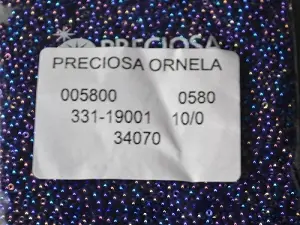 PRECIOSA
PRECIOSA ORNELA
005800 0580
331-19001 10/0
34070